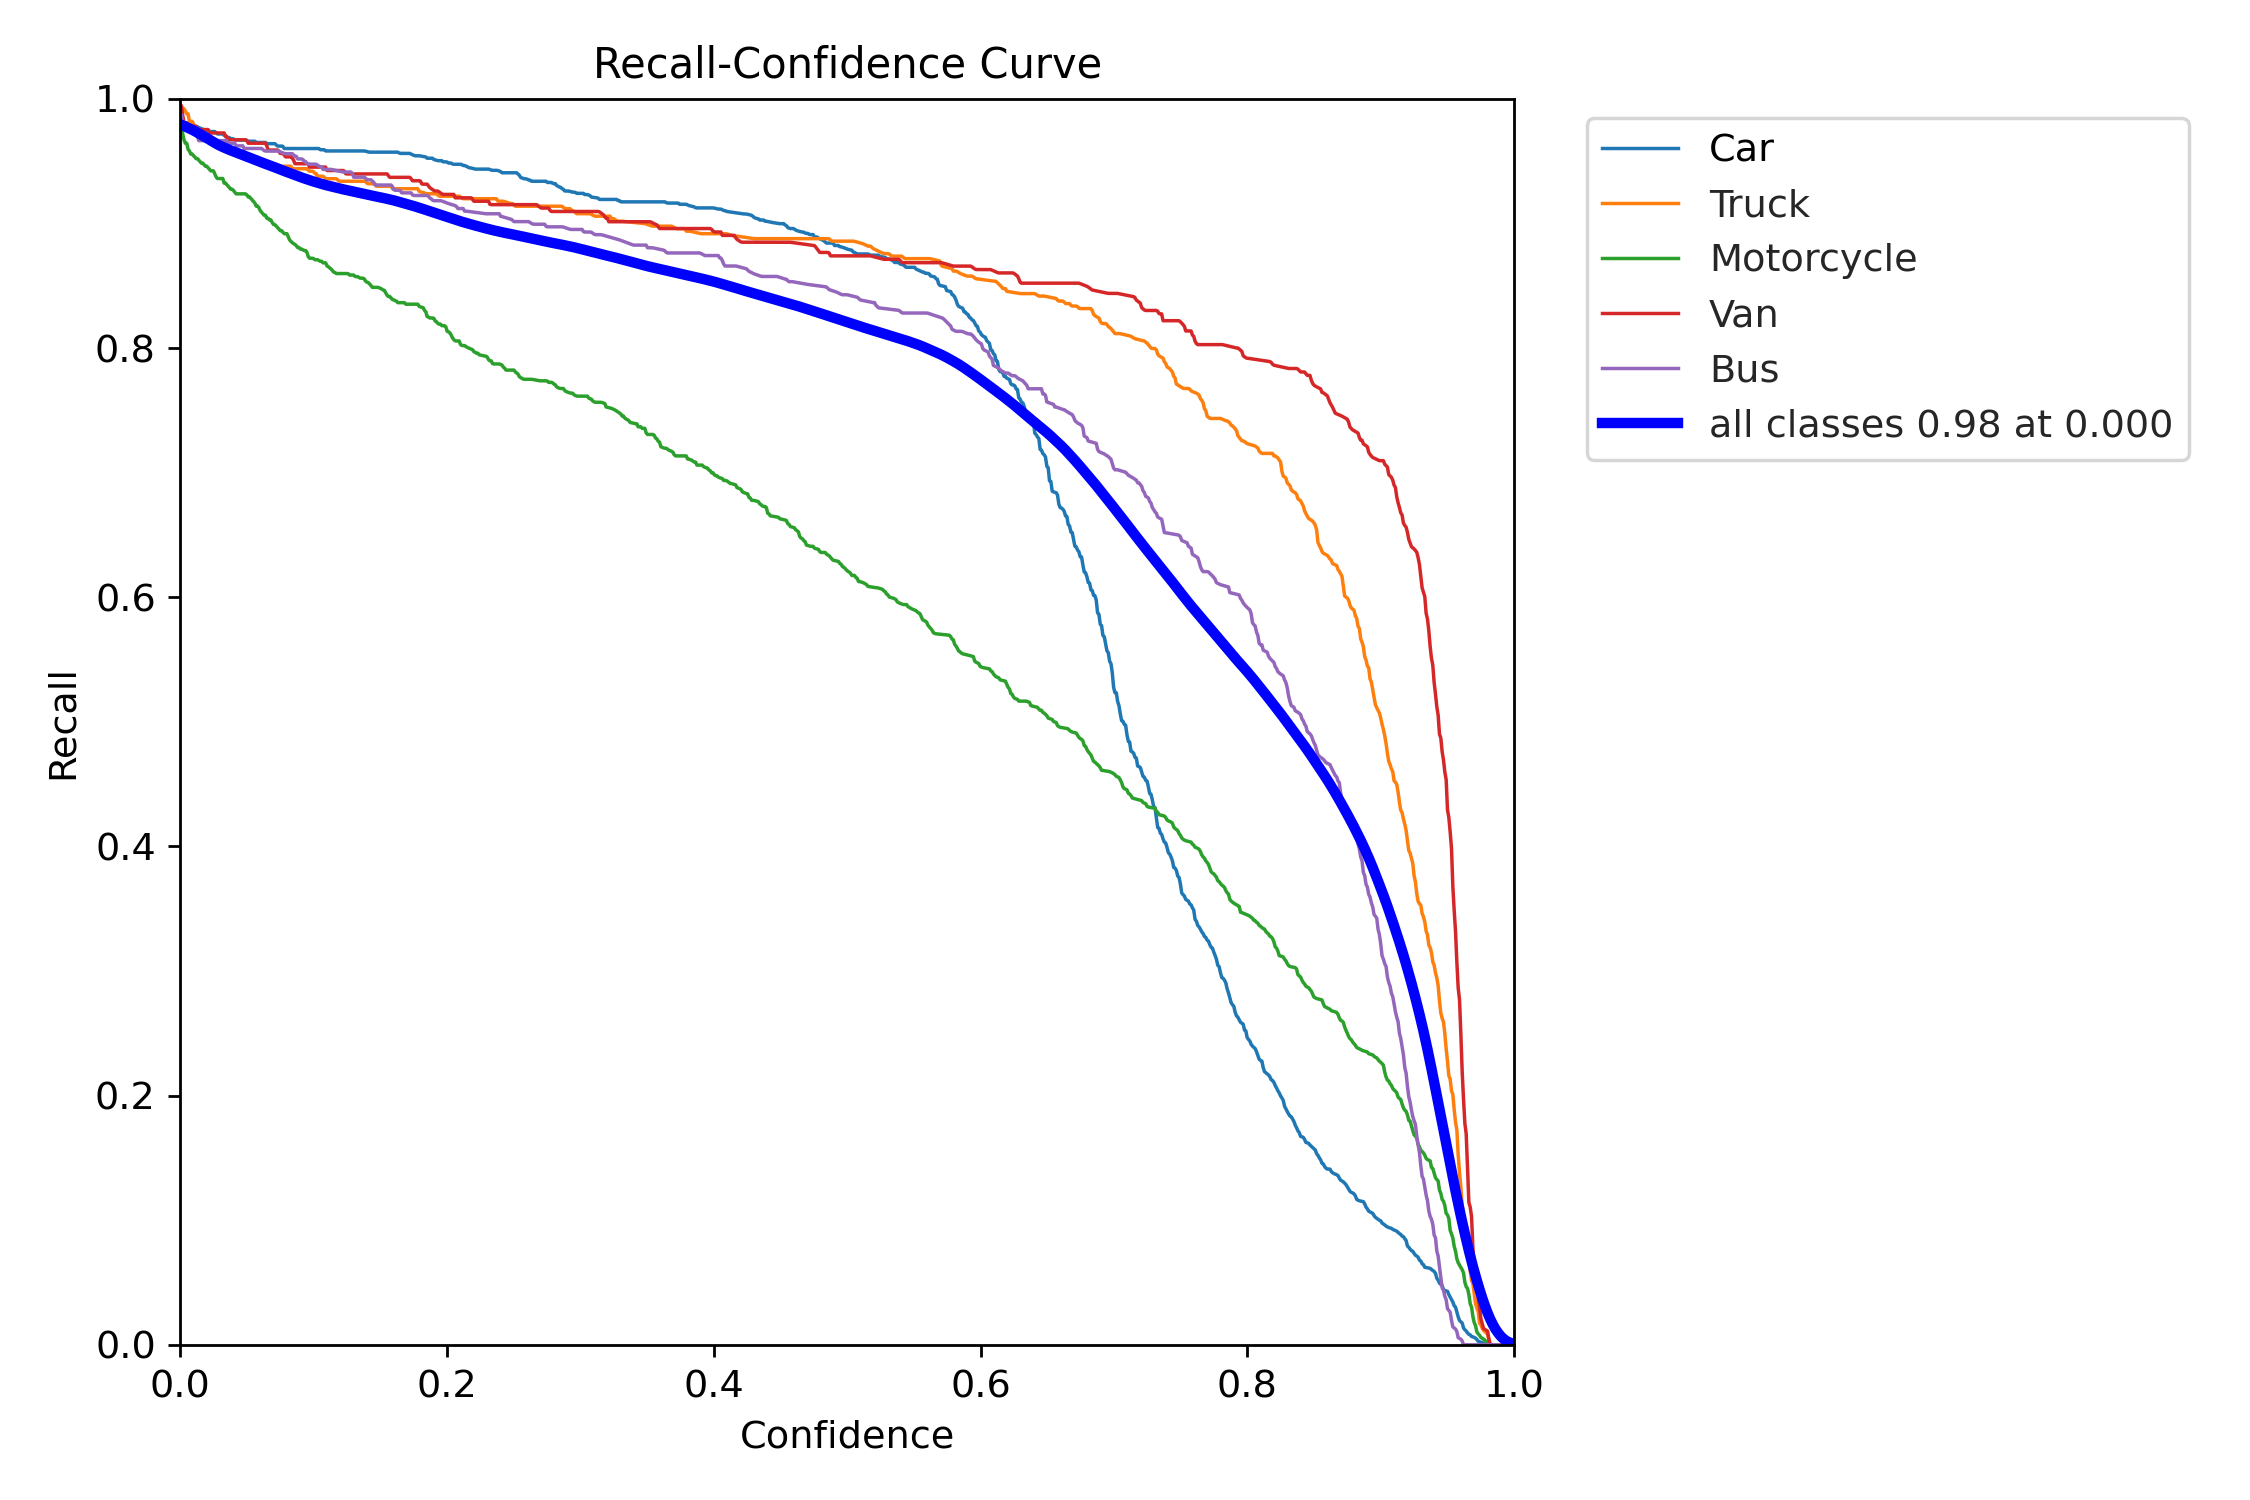 Recall-Confidence Curve
1.0
0.8
0.6
0.4
0.2
0.0
Recall
0.0 0.2 0.4 0.6 0.8 1.0
Confidence
Car
Truck
Motorcycle
Van
Bus
all classes 0.98 at 0.000